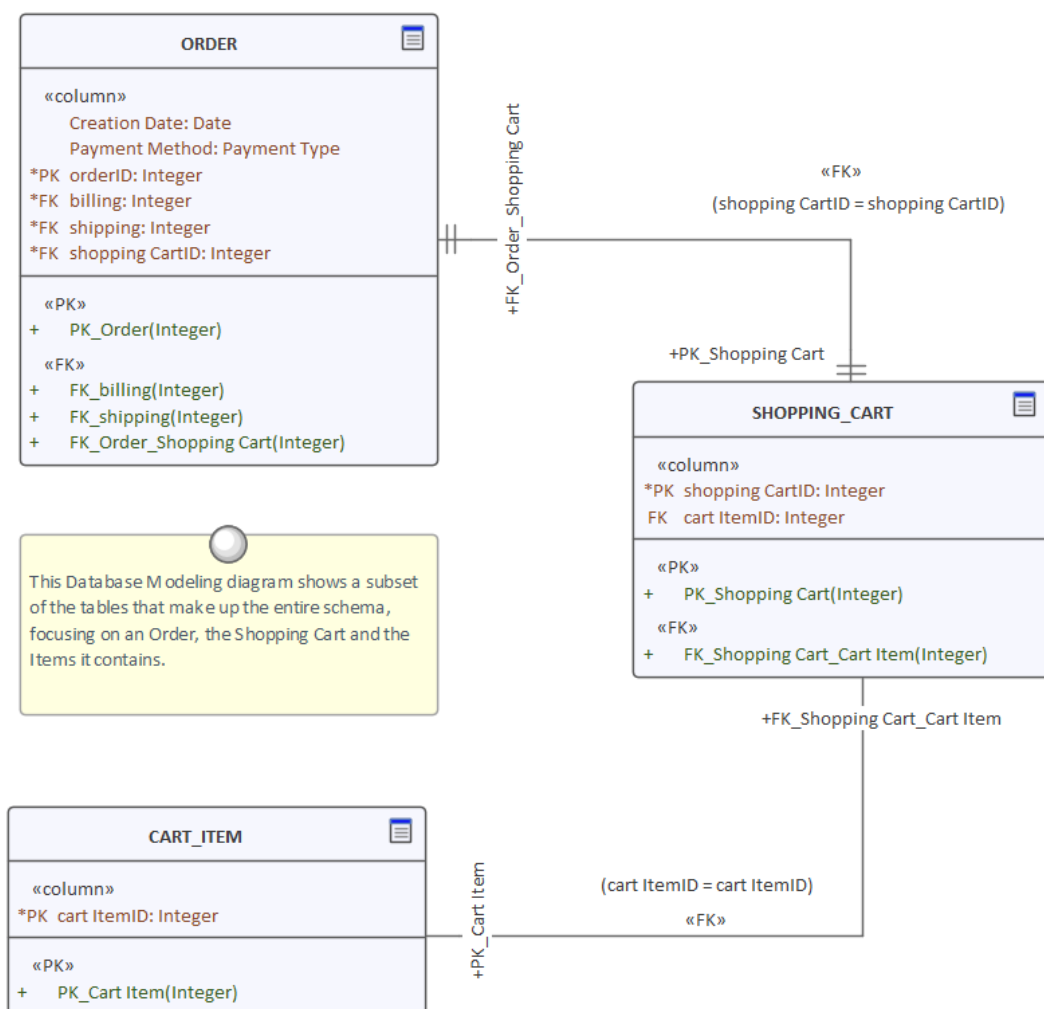 ORDER
«column»
Creation Date: Date
Payment Method: Payment Type
*PK orderID: Integer
*FK billing: Integer
*FK shipping: Integer
*FK shopping CartID: Integer
«PK»
+ PK_Order(Integer)
«FK»
+ FK_billing(Integer)
+ FK_shipping(Integer)
+ FK_Order_Shopping Cart(Integer)
+FK_Order_Shopping Cart
«FK»
(shopping CartID = shopping CartID)
+PK_Shopping Cart
SHOPPING_CART
«column»
*PK shopping CartID: Integer
FK cart ItemID: Integer
«PK»
+ PK_Shopping Cart(Integer)
«FK»
+ FK_Shopping Cart_Cart Item(Integer)
This Database Modeling diagram shows a subset
of the tables that make up the entire schema,
focusing on an Order, the Shopping Cart and the
Items it contains.
+FK_Shopping Cart_Cart Item
CART_ITEM
«column»
*PK cart ItemID: Integer
«PK»
+ PK_Cart Item(Integer)
+PK_Cart Item
(cart ItemID = cart ItemID)
«FK»